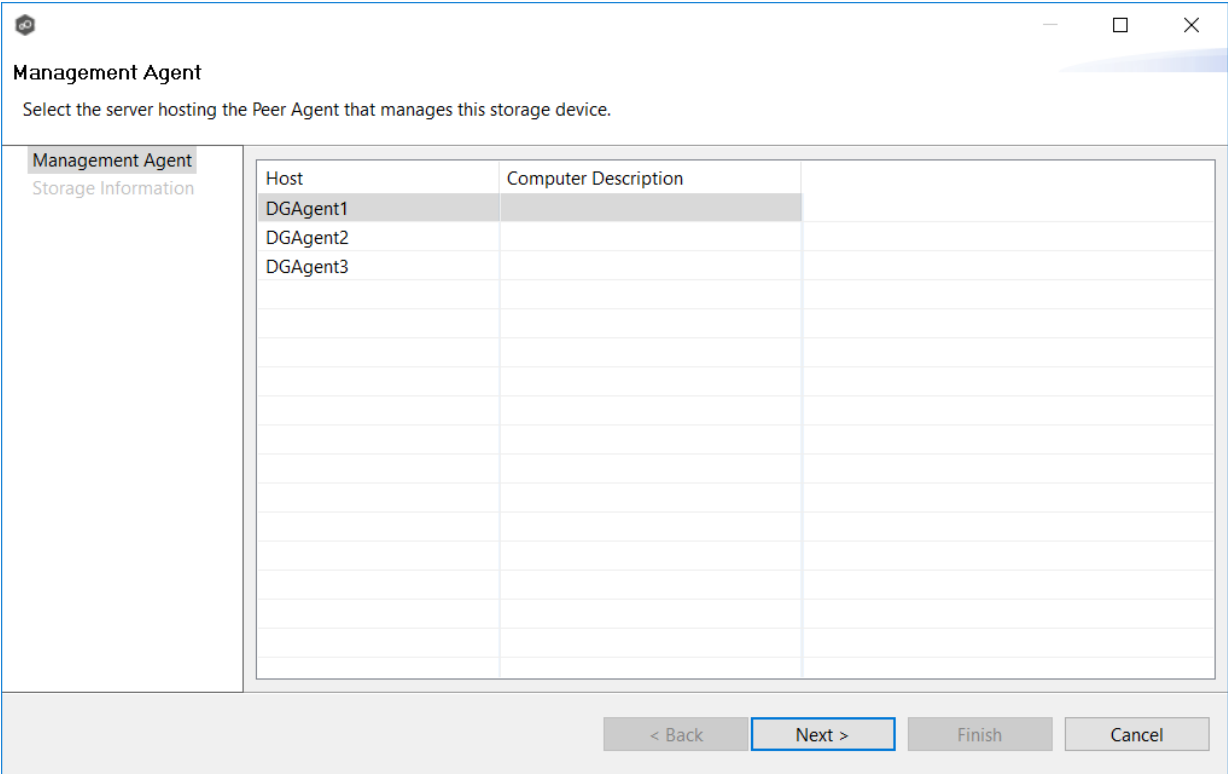 Management Agent
Select the server hosting the Peer Agent that manages this storage device.
Management Agent
Storage Information
Host Computer Description
DGAgent1
DGAgent2
DGAgent3
< Back Next > Finish Cancel